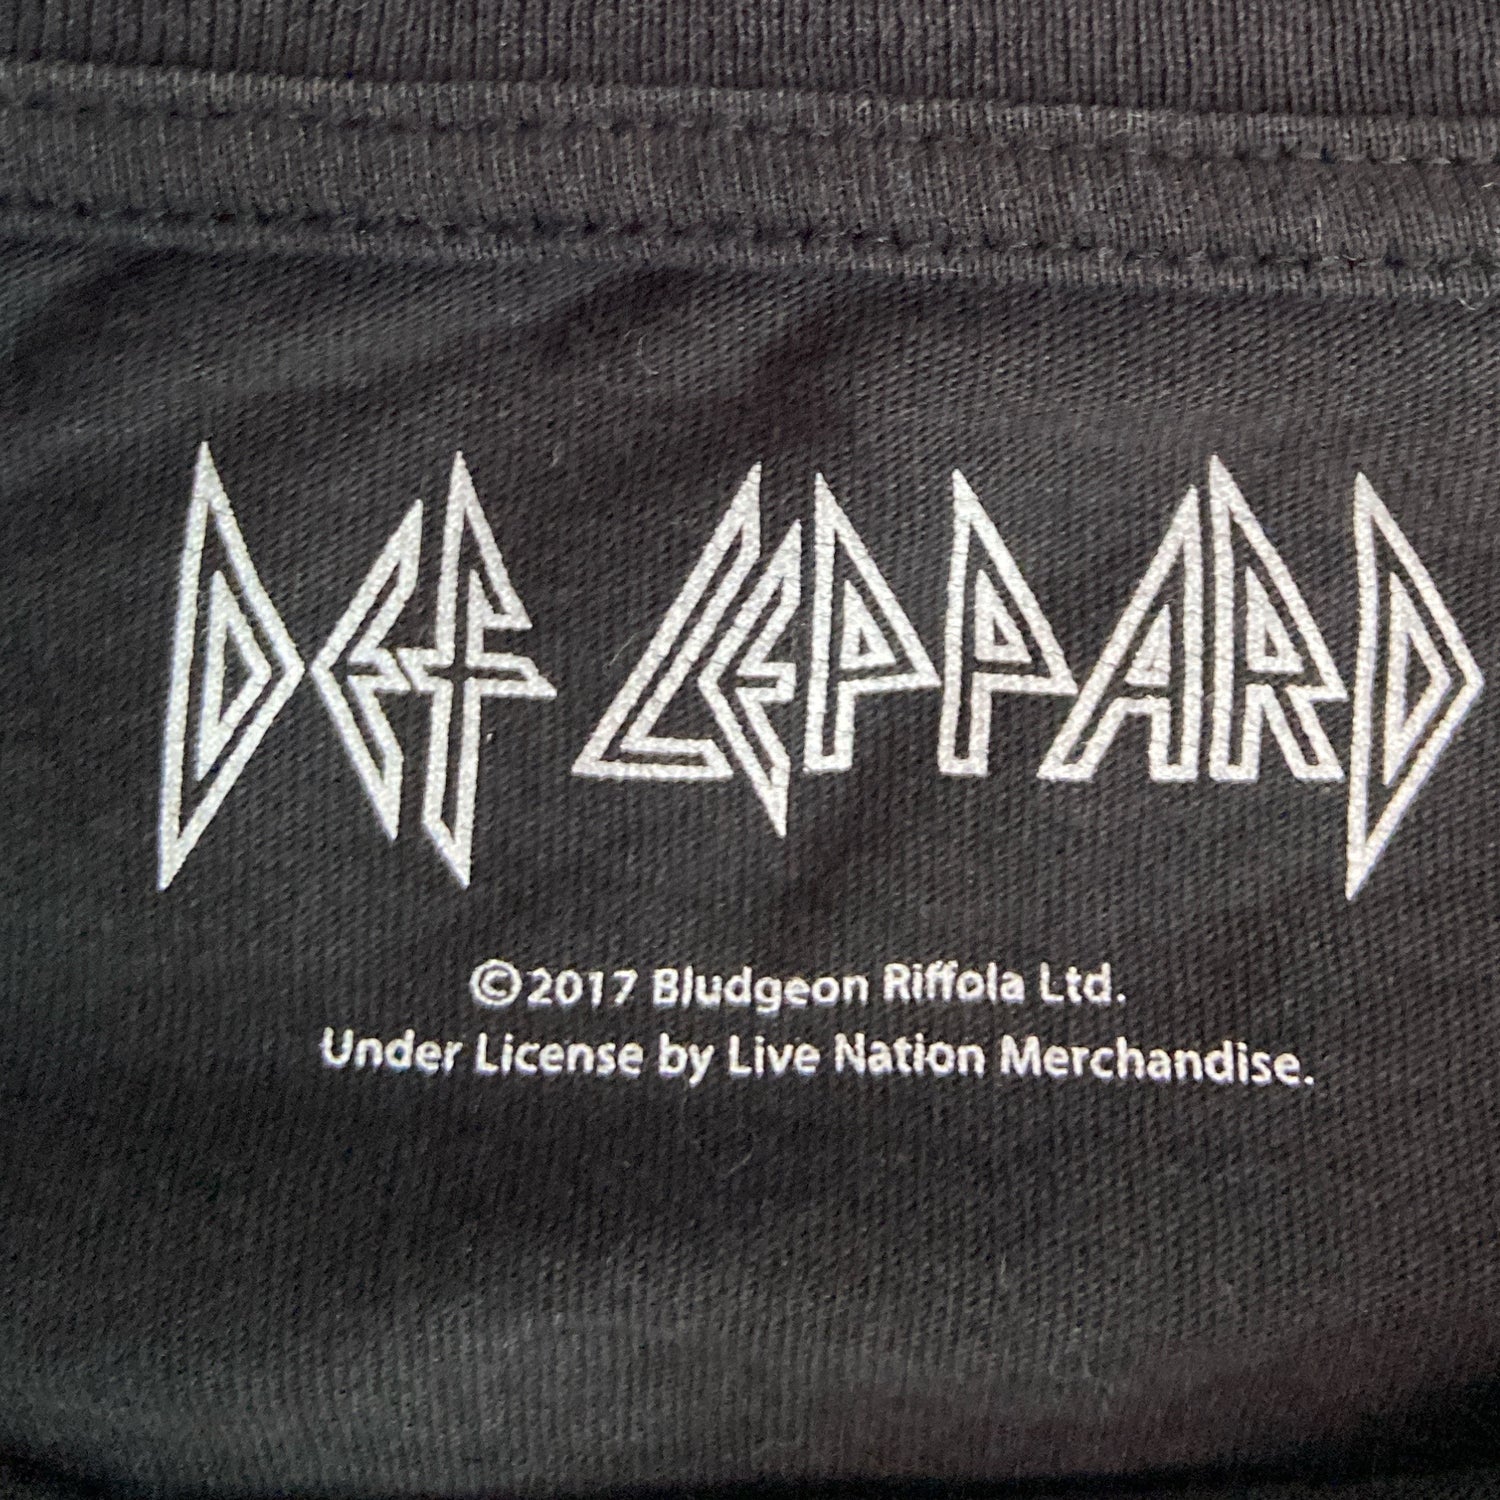 DEF LEPPARD
©2017 Bludgeon Riffola Ltd.
Under License by Live Nation Merchandise.